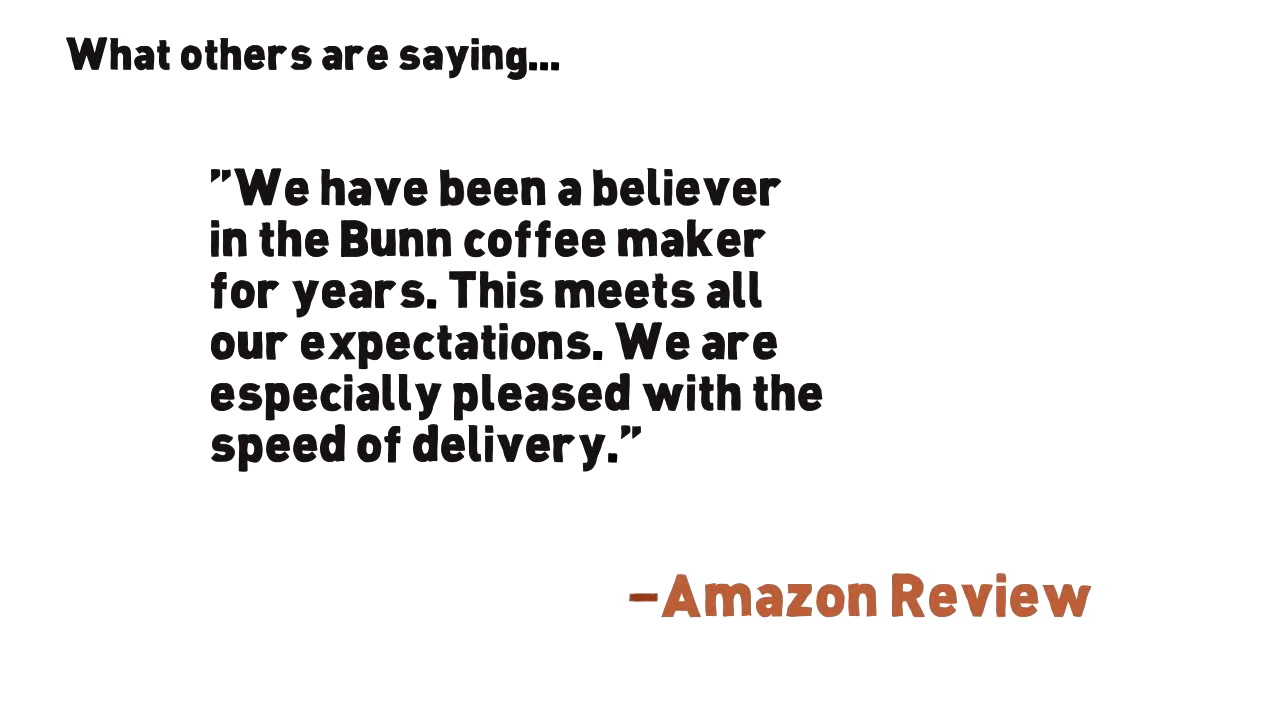 What others are saying...
"We have been a believer
in the Bunn coffee maker
for years. This meets all
our expectations. We are
especially pleased with the
speed of delivery."
–Amazon Review